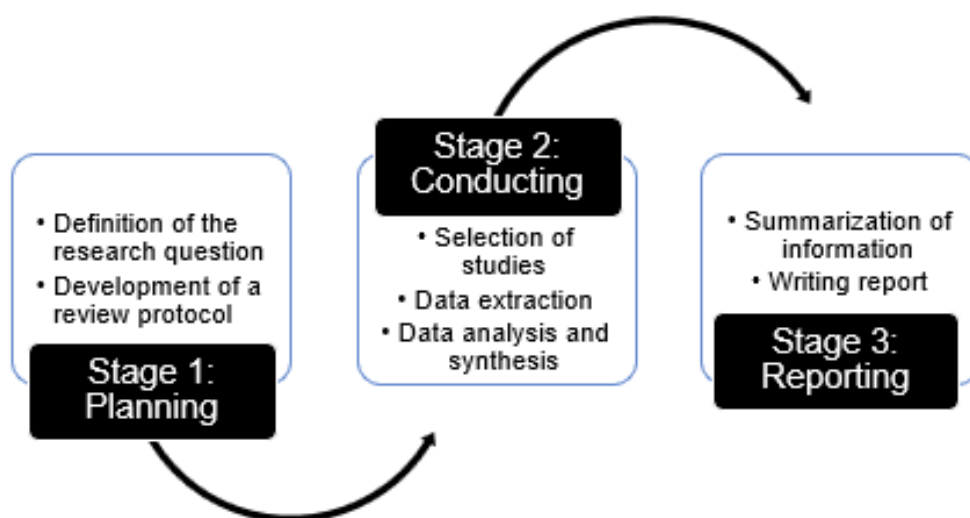 • Definition of the
research question
• Development of a
review protocol
Stage 1:
Planning
Stage 2:
Conducting
• Selection of
studies
• Data extraction
• Data analysis and
synthesis
• Summarization of
information
• Writing report
Stage 3:
Reporting